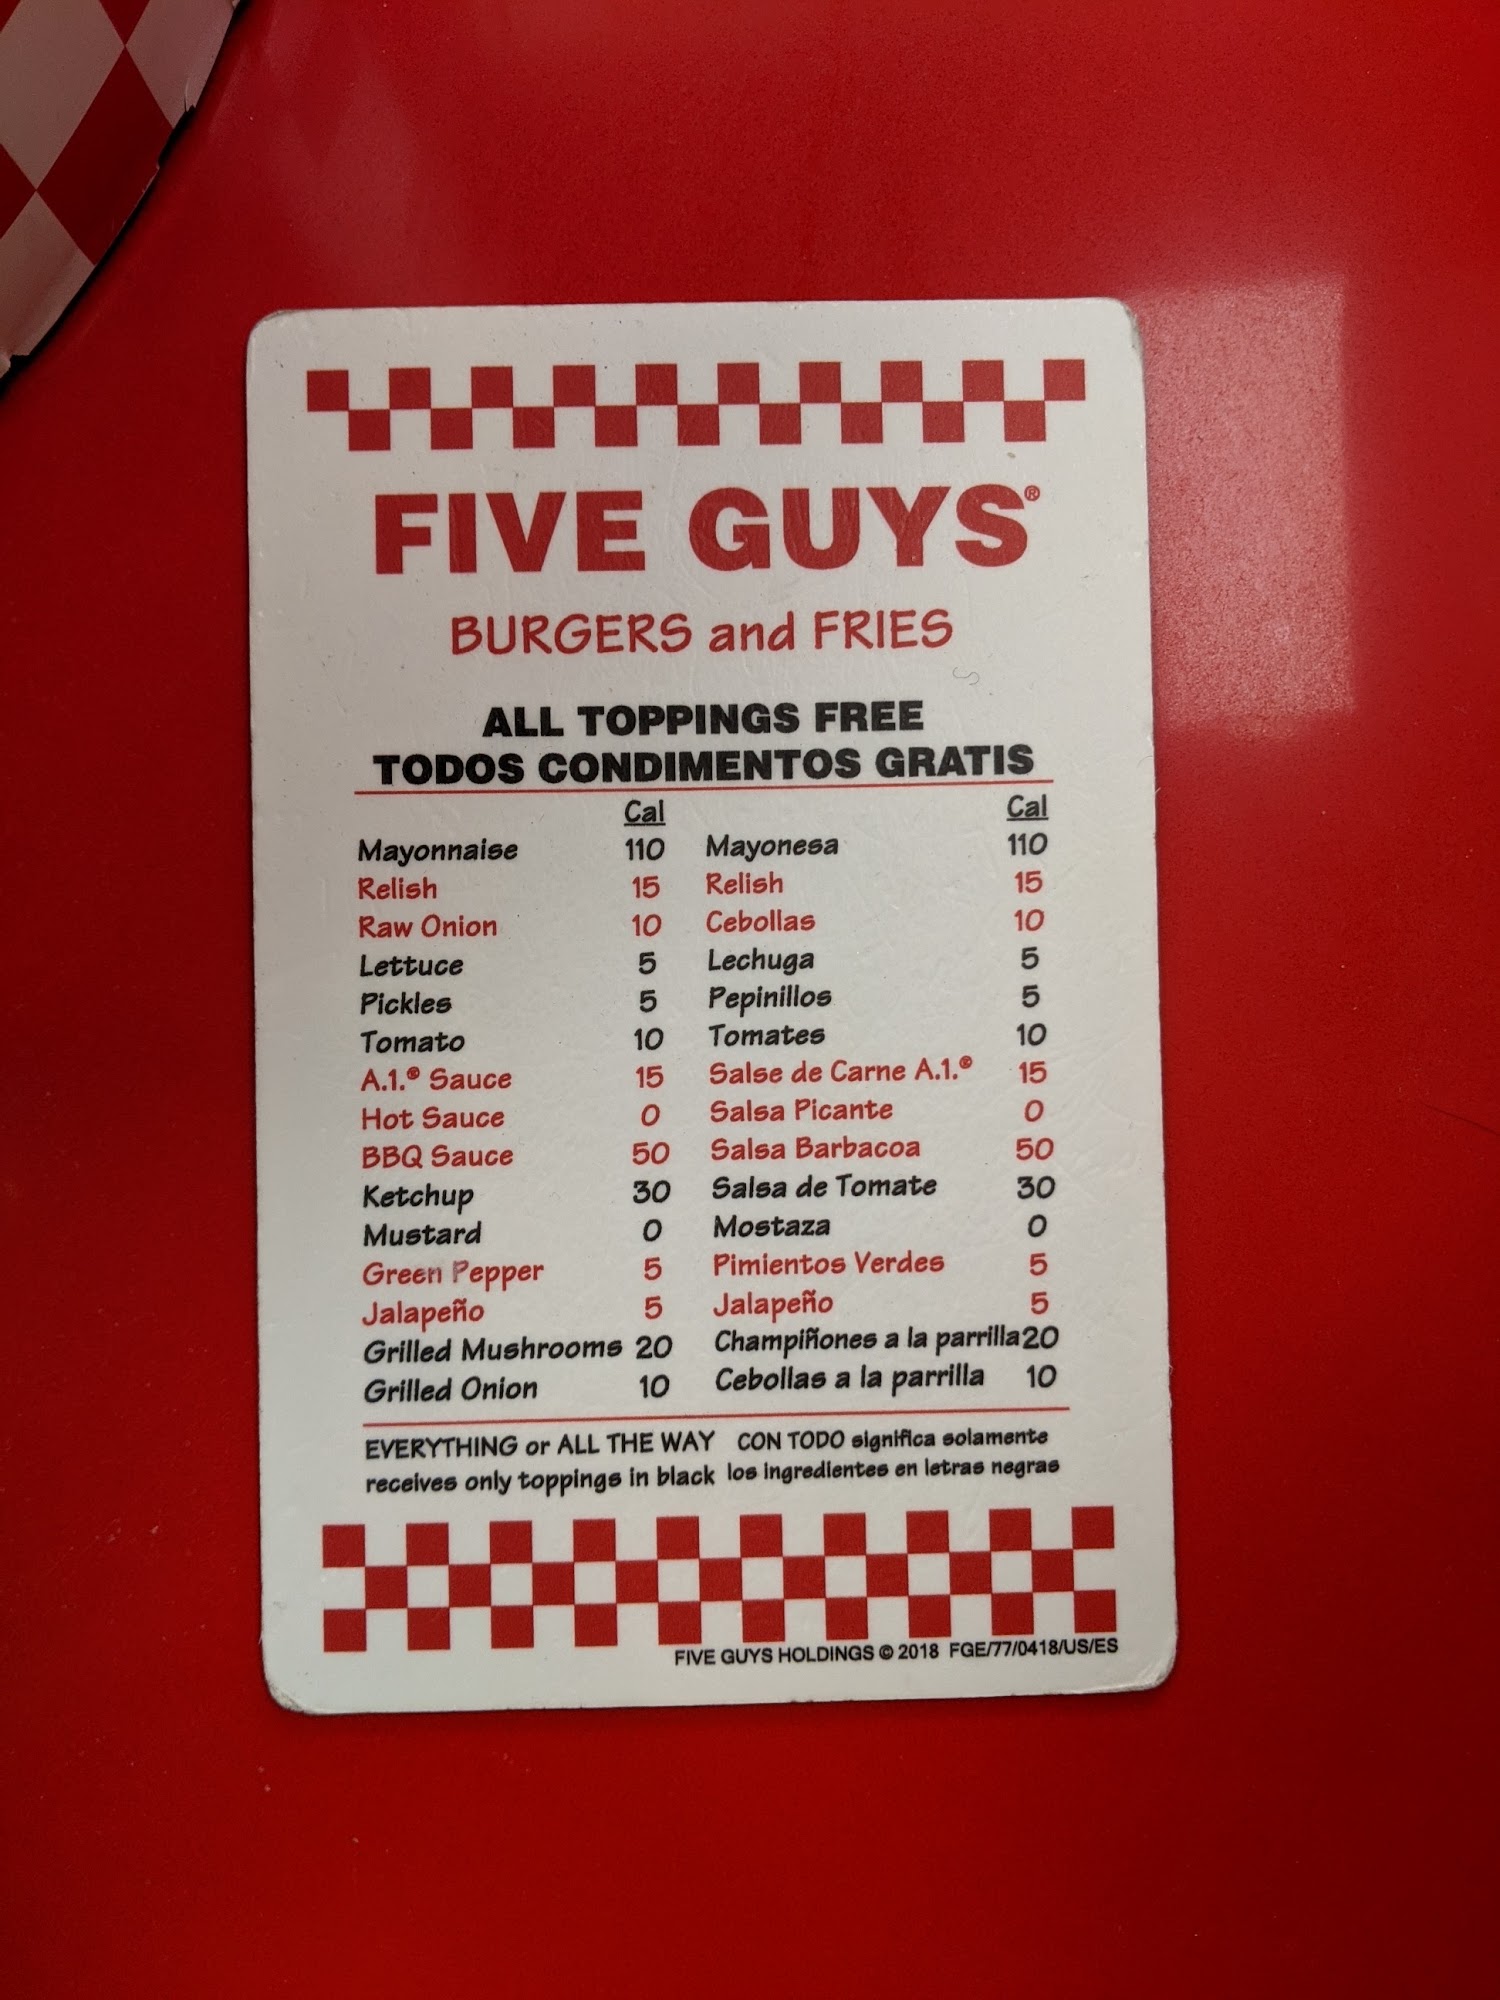 FIVE GUYS®
BURGERS and FRIES
ALL TOPPINGS FREE
TODOS CONDIMENTOS GRATIS
Cal Cal
Mayonnaise 110 Mayonesa 110
Relish 15 Relish 15
Raw Onion 10 Cebollas 10
Lettuce 5 Lechuga 5
Pickles 5 Pepinillos 5
Tomato 10 Tomates 10
A.1.® Sauce 15 Salse de Carne A.1.® 15
Hot Sauce 0 Salsa Picante 0
BBQ Sauce 50 Salsa Barbacoa 50
Ketchup 30 Salsa de Tomate 30
Mustard 0 Mostaza 0
Green Pepper 5 Pimientos Verdes 5
Jalapeño 5 Jalapeño 5
Grilled Mushrooms 20 Champiñones a la parrilla 20
Grilled Onion 10 Cebollas a la parrilla 10
EVERYTHING or ALL THE WAY CON TODO significa solamente
receives only toppings in black los ingredientes en letras negras
FIVE GUYS HOLDINGS © 2018 FGE/77/0418/US/ES